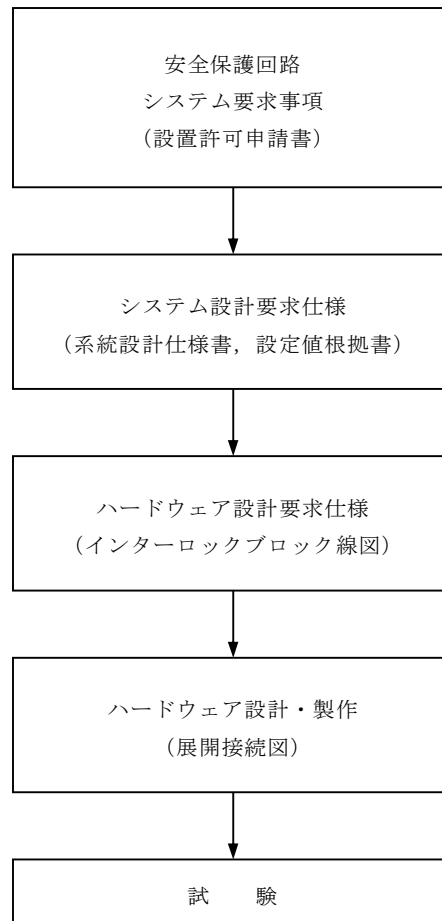 安全保護回路
システム要求事項
（設置許可申請書）
システム設計要求仕様
（系統設計仕様書，設定値根拠書）
ハードウェア設計要求仕様
（インターロックブロック線図）
ハードウェア設計・製作
（展開接続図）
試　　験